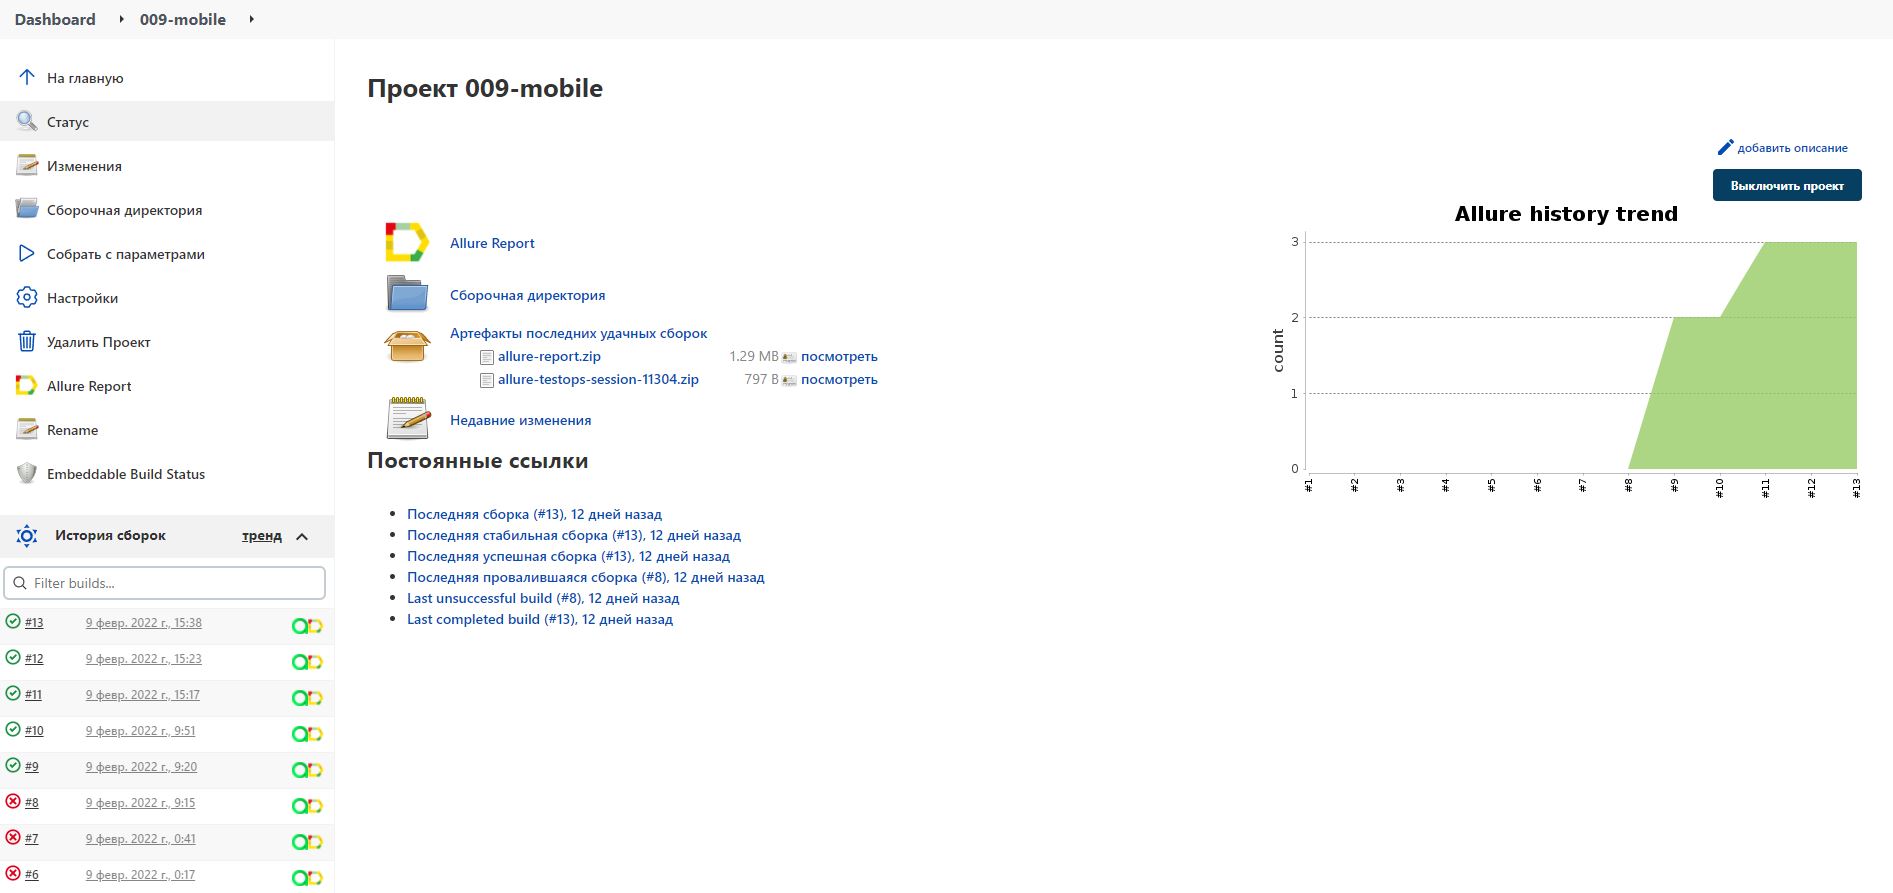 Dashboard 009-mobile
На главную
Статус
Изменения
Сборочная директория
Собрать с параметрами
Настройки
Удалить Проект
Allure Report
Rename
Embeddable Build Status
История сборок тренд
Filter builds...
#13 9 февр. 2022 г., 15:38
#12 9 февр. 2022 г., 15:23
#11 9 февр. 2022 г., 15:17
#10 9 февр. 2022 г., 9:51
#9 9 февр. 2022 г., 9:20
#8 9 февр. 2022 г., 9:15
#7 9 февр. 2022 г., 0:41
#6 9 февр. 2022 г., 0:17
Проект 009-mobile
добавить описание
Выключить проект
Allure Report
Сборочная директория
Артефакты последних удачных сборок
allure-report.zip 1.29 MB посмотреть
allure-testops-session-11304.zip 797 B посмотреть
Недавние изменения
Постоянные ссылки
Последняя сборка (#13), 12 дней назад
Последняя стабильная сборка (#13), 12 дней назад
Последняя успешная сборка (#13), 12 дней назад
Последняя провалившаяся сборка (#8), 12 дней назад
Last unsuccessful build (#8), 12 дней назад
Last completed build (#13), 12 дней назад
Allure history trend
count
3
2
1
0
#1 #2 #3 #4 #5 #6 #7 #8 #9 #10 #11 #12 #13